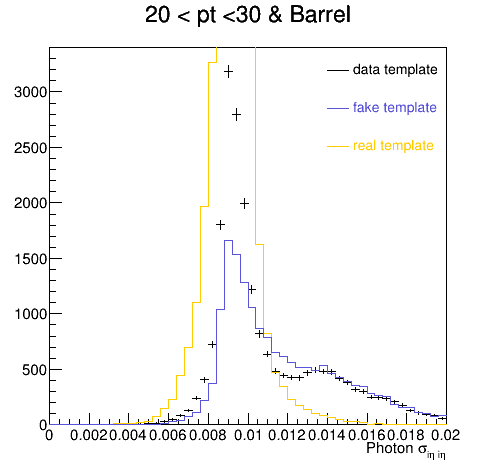 20 < pt <30 & Barrel
data template
fake template
real template
3000
2500
2000
1500
1000
500
0
0 0.002 0.004 0.006 0.008 0.01 0.012 0.014 0.016 0.018 0.02
Photon σiη iη